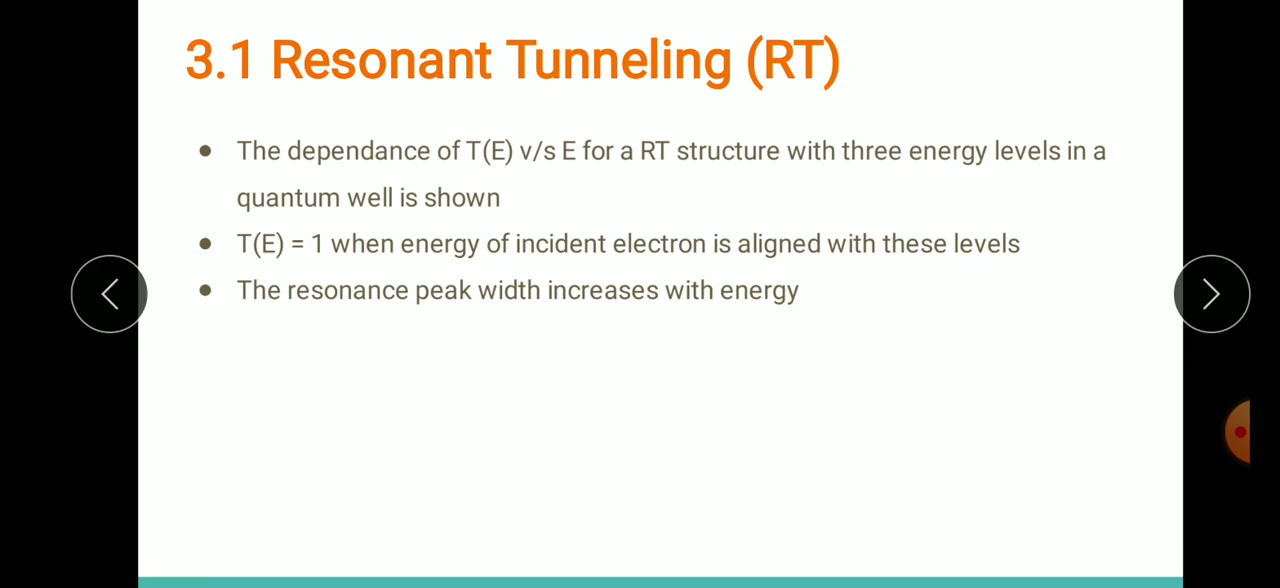 3.1 Resonant Tunneling (RT)
● The dependance of T(E) v/s E for a RT structure with three energy levels in a
quantum well is shown
● T(E) = 1 when energy of incident electron is aligned with these levels
● The resonance peak width increases with energy